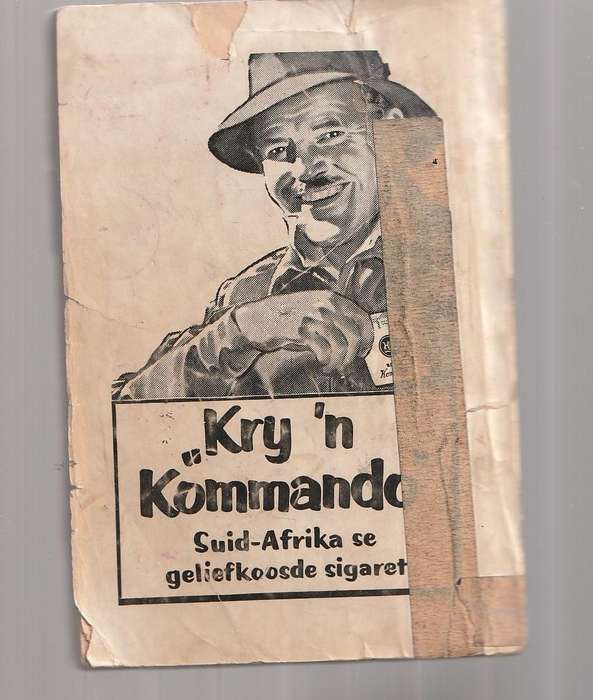 „Kry 'n
Kommando
Suid-Afrika se
geliefkoosde sigaret